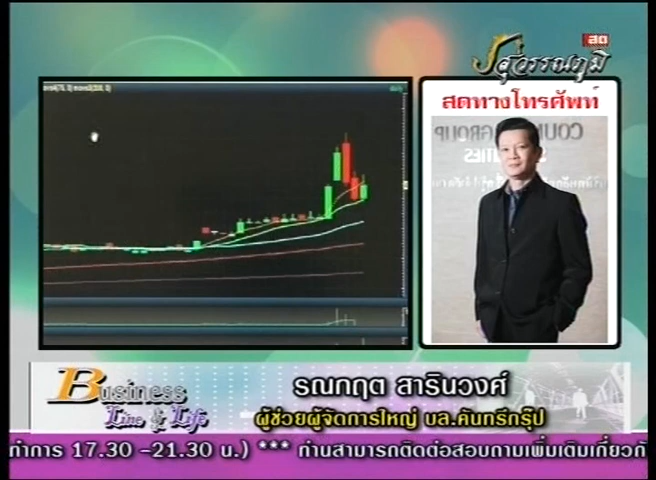 สด
สุวรรณภูมิ
สดทางโทรศัพท์
COUN GROUP
Business
Line & Life
รณกฤต สารินวงศ์
ผู้ช่วยผู้จัดการใหญ่ บล.คันทรีกรุ๊ป
ทำการ 17.30 -21.30 น.) *** ท่านสามารถติดต่อสอบถามเพิ่มเติมเกี่ยวกั